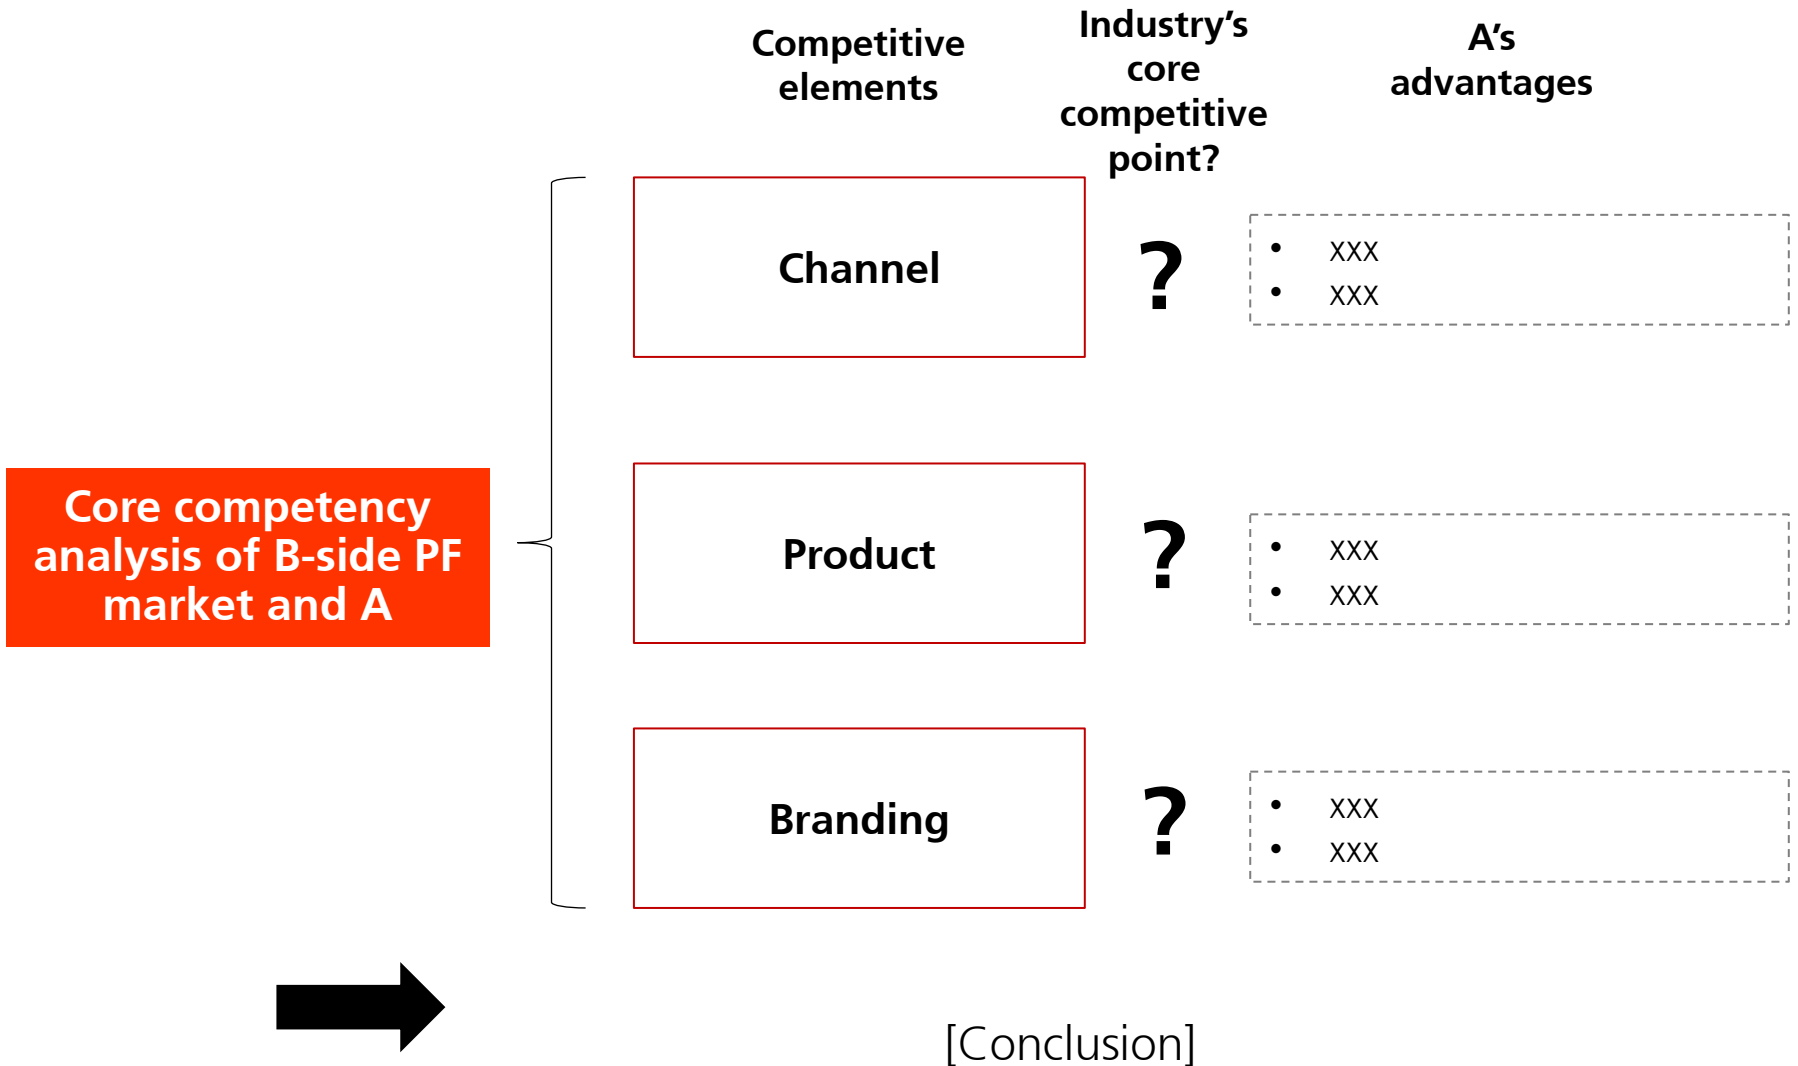 Competitive
elements
Industry’s
core
competitive
point?
A’s
advantages
Channel
?
• xxx
• xxx
Core competency
analysis of B-side PF
market and A
Product
?
• xxx
• xxx
Branding
?
• xxx
• xxx
[Conclusion]